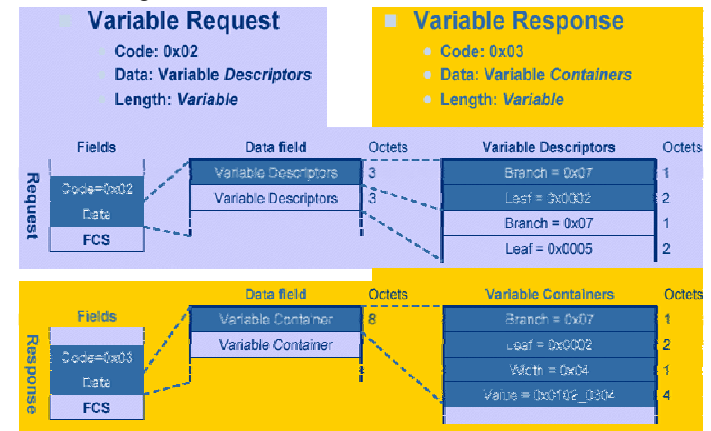 Variable Request
Code: 0x02
Data: Variable Descriptors
Length: Variable
Variable Response
Code: 0x03
Data: Variable Containers
Length: Variable
Request
Fields
Code=0x02
Data
FCS
Data field
Octets
Variable Descriptors 3
Variable Descriptors 3
Variable Descriptors
Octets
Branch = 0x07 1
Leaf = 0x0002 2
Branch = 0x07 1
Leaf = 0x0005 2
Response
Fields
Code=0x03
Data
FCS
Data field
Octets
Variable Container 8
Variable Container
Variable Containers
Octets
Branch = 0x07 1
Leaf = 0x0002 2
Width = 0x04 1
Value = 0x0102_0304 4